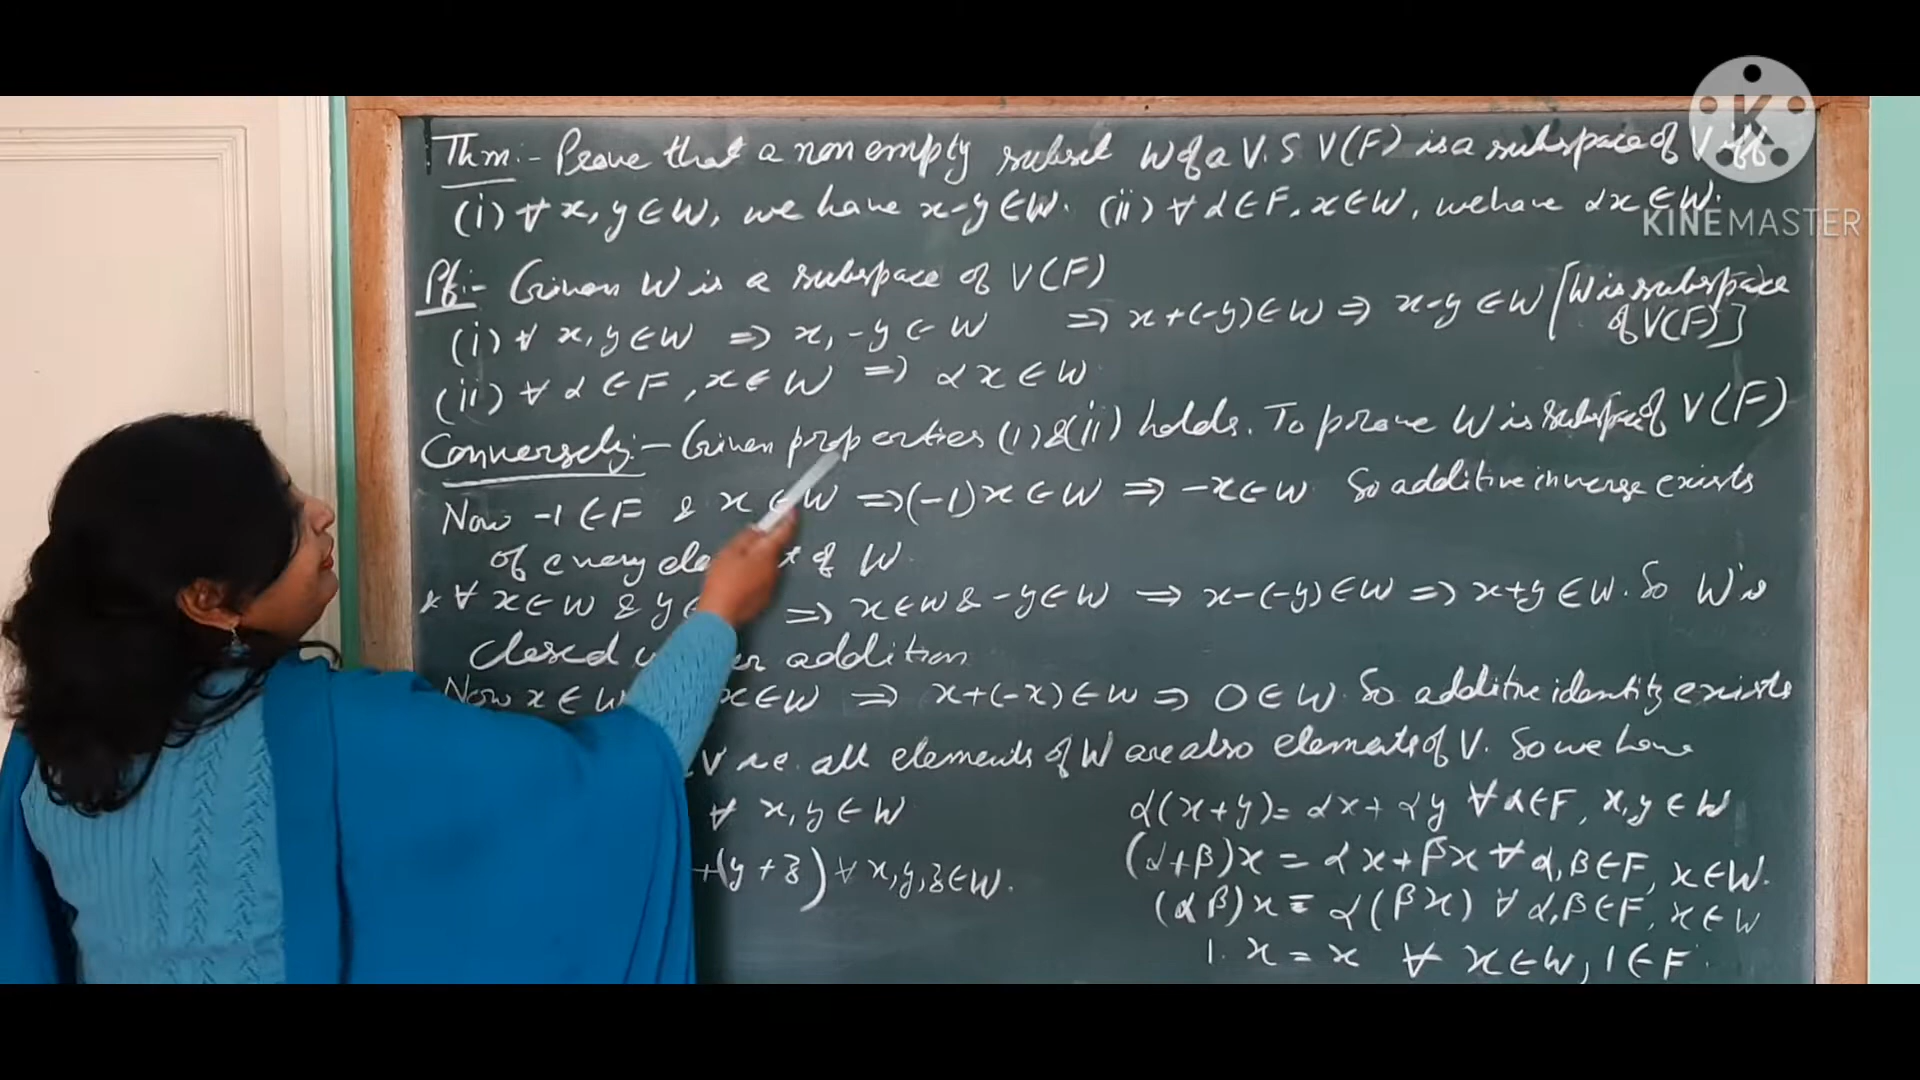 Thm:- Prove that a non empty subset W of a V.S V(F) is a subspace of V iff
(i) ∀ x, y ∈ W, we have x-y ∈ W. (ii) ∀ α ∈ F, x ∈ W, we have αx ∈ W.
KINEMASTER
Pf:- Given W is a subspace of V(F)
(i) ∀ x, y ∈ W ⇒ x, -y ∈ W ⇒ x+(-y) ∈ W ⇒ x-y ∈ W [W is subspace
of V(F)]
(ii) ∀ α ∈ F, x ∈ W ⇒ αx ∈ W
Conversely:- Given properties (i) & (ii) holds. To prove W is subspace of V(F)
Now -1 ∈ F & x ∈ W ⇒ (-1)x ∈ W ⇒ -x ∈ W So additive inverse exists
of every of W.
∀ x ∈ W & y ∈ ⇒ x ∈ W & -y ∈ W ⇒ x-(-y) ∈ W ⇒ x+y ∈ W. So W is
closed addition
Now x ∈ W x ∈ W ⇒ x+(-x) ∈ W ⇒ 0 ∈ W. So additive identity exists
V i.e. all elements of W are also elements of V. So we have
∀ x, y ∈ W
α(x+y) = αx + αy ∀ α ∈ F, x, y ∈ W
+(y+z) ∀ x, y, z ∈ W.
(α+β)x = αx + βx ∀ α, β ∈ F, x ∈ W.
(αβ)x = α(βx) ∀ α, β ∈ F, x ∈ W
1. x = x ∀ x ∈ W, 1 ∈ F.